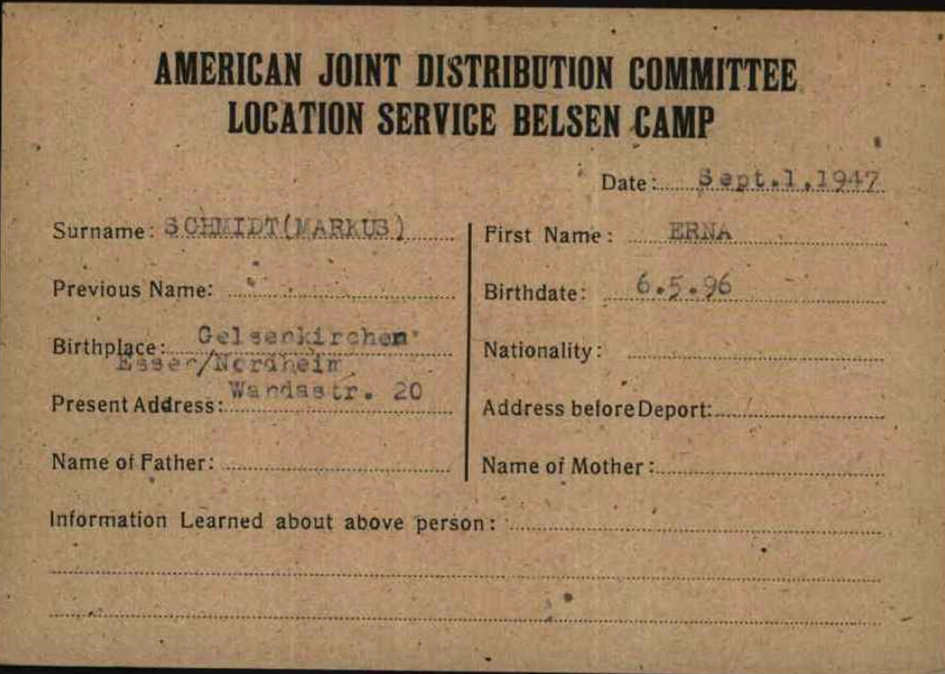 AMERICAN JOINT DISTRIBUTION COMMITTEE
LOCATION SERVICE BELSEN CAMP
Date: Sept.1,1947
Surname: SCHMIDT(MARKUS)
First Name: ERNA
Previous Name:
Birthdate: 6.5.96
Birthplace: Gelsenkirchen
Nationality:
Essen/Nordheim
Wandastr. 20
Present Address:
Address before Deport:
Name of Father:
Name of Mother:
Information Learned about above person: